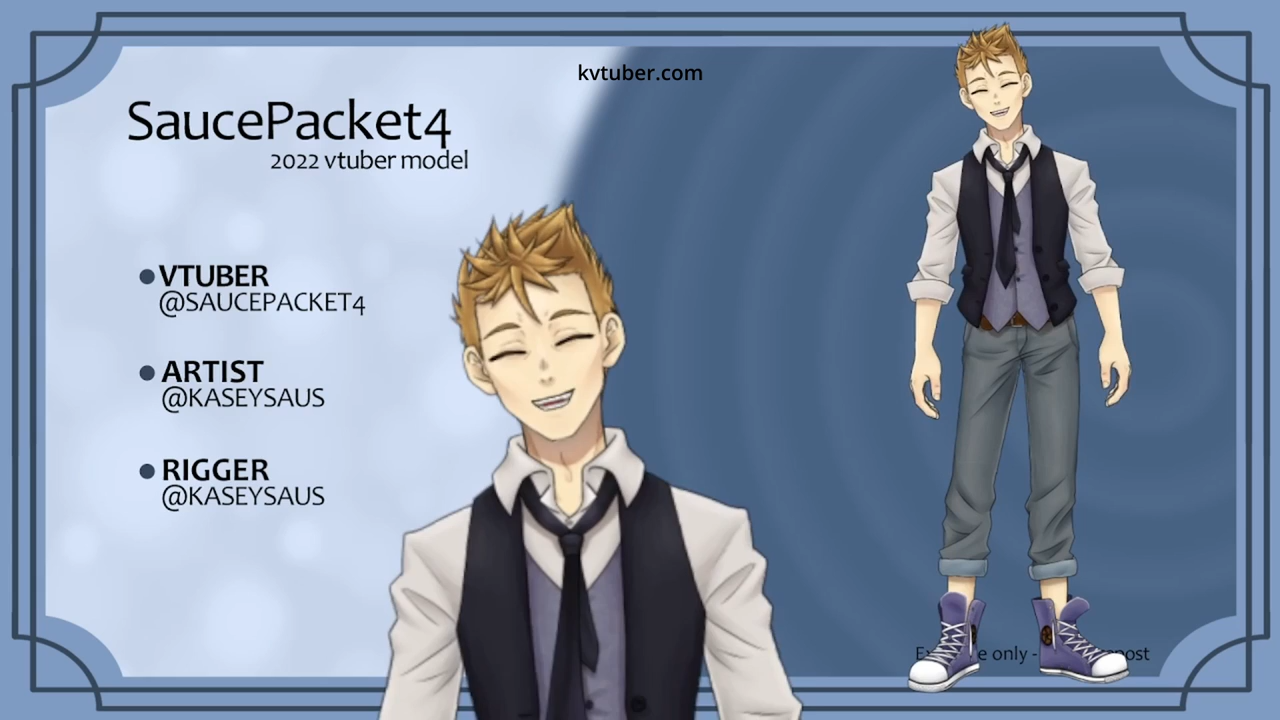 kvtuber.com
SaucePacket4
2022 vtuber model
VTUBER
@SAUCEPACKET4
ARTIST
@KASEYSAUS
RIGGER
@KASEYSAUS
only -